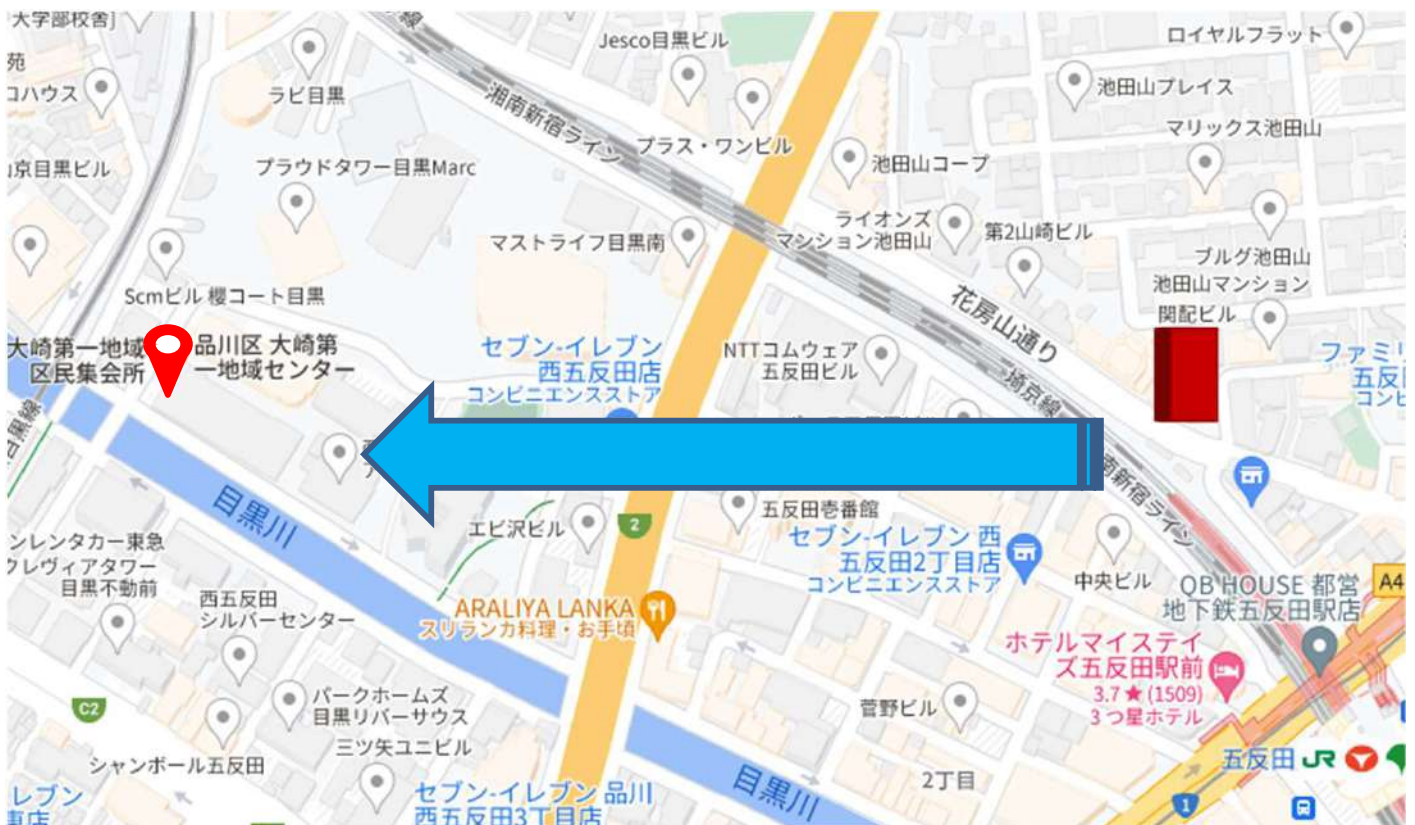 大学部校舎]
苑
コハウス
ラビ目黒
Jesco目黒ビル
湘南新宿ライン
プラス・ワンビル
ロイヤルフラット
池田山プレイス
マリックス池田山
京目黒ビル
プラウドタワー目黒Marc
池田山コープ
マストライフ目黒南
ライオンズ
マンション池田山
第2山崎ビル
ブルグ池田山
池田山マンション
関配ビル
花房山通り
Scmビル 櫻コート目黒
大崎第一地域
区民集会所
品川区 大崎第
一地域センター
セブン-イレブン
西五反田店
コンビニエンスストア
NTTコムウェア
五反田ビル
埼京線
ファミリ
五反田
コンビ
目黒線
南新宿ライン
目黒川
エビ沢ビル
2
五反田壱番館
セブン-イレブン 西
五反田2丁目店
コンビニエンスストア
中央ビル
QB HOUSE 都営
地下鉄五反田駅店
A4
ンレンタカー東急
クレヴィアタワー
目黒不動前
西五反田
シルバーセンター
ARALIYA LANKA
スリランカ料理・お手頃
ホテルマイステイ
ズ五反田駅前
3.7 ★ (1509)
3 つ星ホテル
C2
パークホームズ
目黒リバーサウス
三ツ矢ユニビル
菅野ビル
シャンボール五反田
五反田 JR
2丁目
目黒川
レブン
セブン-イレブン 品川
西五反田3丁目店
1